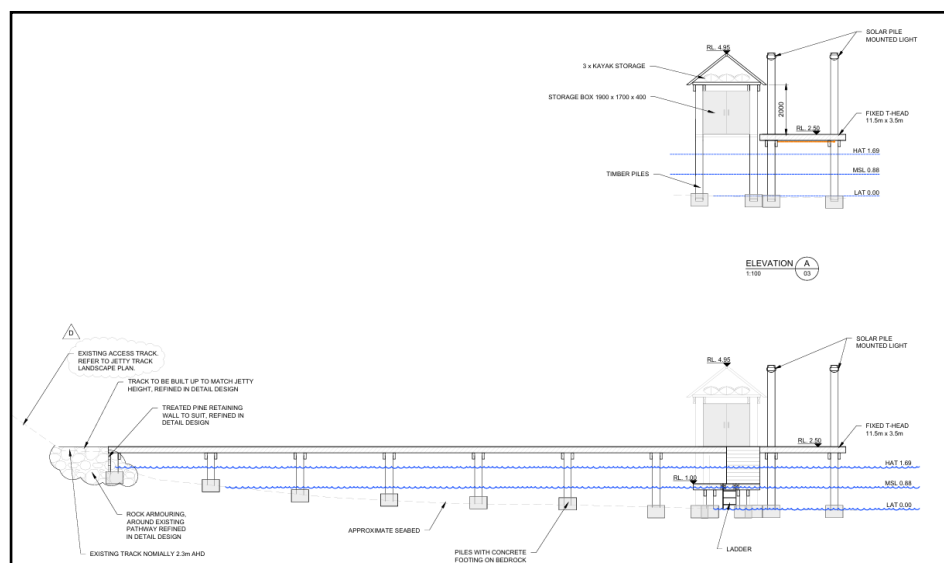 SOLAR PILE
MOUNTED LIGHT
RL. 4.95
3 x KAYAK STORAGE
STORAGE BOX 1900 x 1700 x 400
2000
FIXED T-HEAD
11.5m x 3.5m
RL. 2.50
HAT 1.69
MSL 0.88
TIMBER PILES
LAT 0.00
ELEVATION
1:100
A
03
D
EXISTING ACCESS TRACK.
REFER TO JETTY TRACK
LANDSCAPE PLAN.
TRACK TO BE BUILT UP TO MATCH JETTY
HEIGHT, REFINED IN DETAIL DESIGN
TREATED PINE RETAINING
WALL TO SUIT, REFINED IN
DETAIL DESIGN
SOLAR PILE
MOUNTED LIGHT
RL. 4.95
FIXED T-HEAD
11.5m x 3.5m
RL. 2.50
HAT 1.69
RL. 1.00
MSL 0.88
LAT 0.00
ROCK ARMOURING,
AROUND EXISTING
PATHWAY REFINED
IN DETAIL DESIGN
APPROXIMATE SEABED
EXISTING TRACK NOMIALLY 2.3m AHD
PILES WITH CONCRETE
FOOTING ON BEDROCK
LADDER